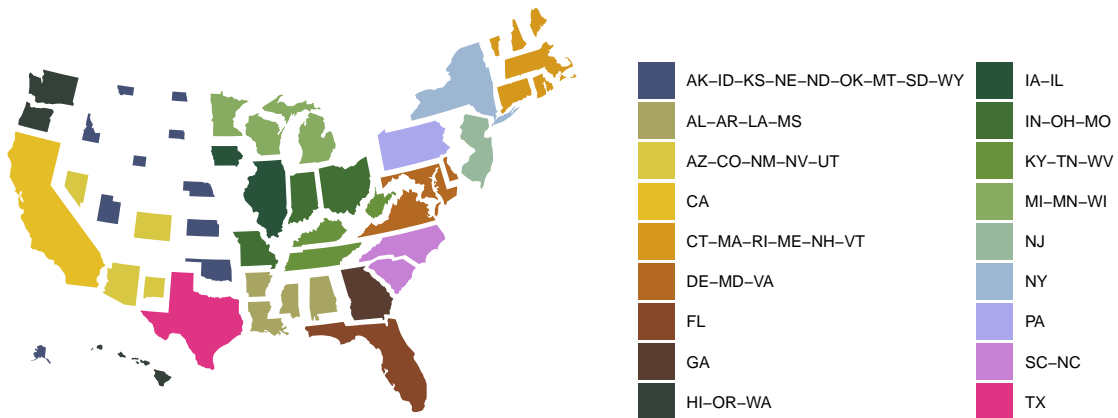 AK–ID–KS–NE–ND–OK–MT–SD–WY
AL–AR–LA–MS
AZ–CO–NM–NV–UT
CA
CT–MA–RI–ME–NH–VT
DE–MD–VA
FL
GA
HI–OR–WA
IA–IL
IN–OH–MO
KY–TN–WV
MI–MN–WI
NJ
NY
PA
SC–NC
TX